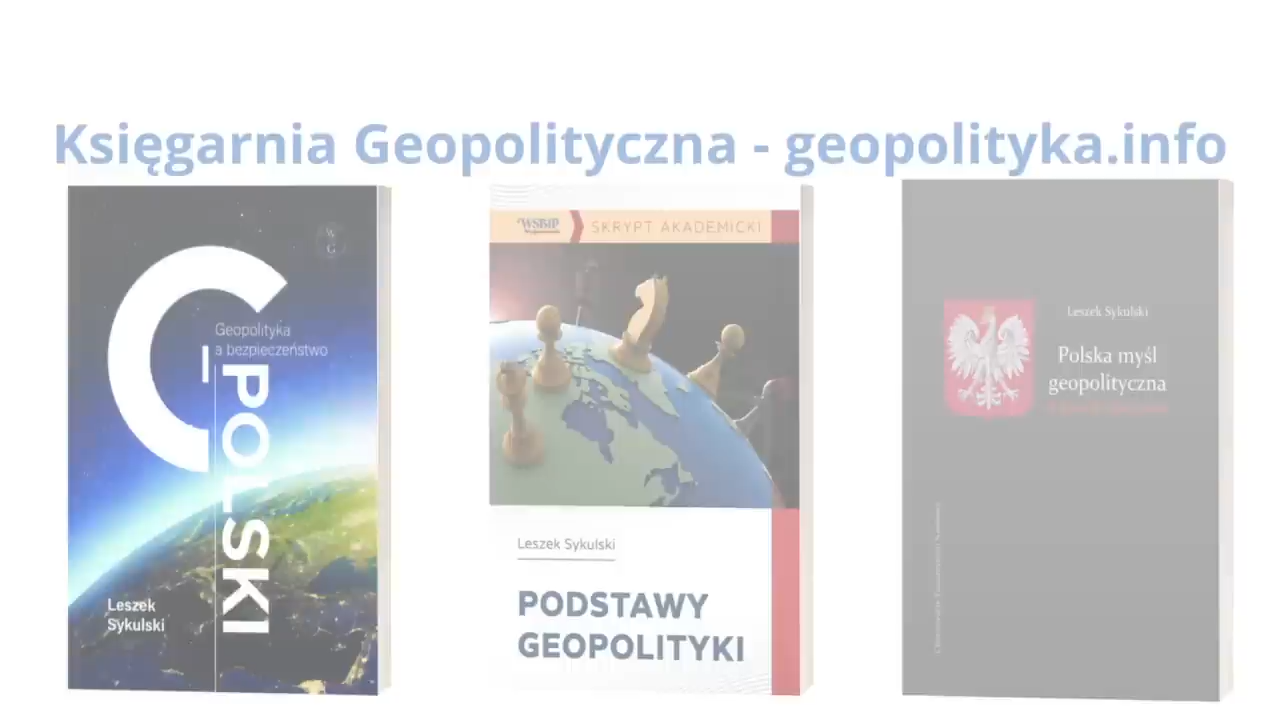 Księgarnia Geopolityczna - geopolityka.info
W
G
Geopolityka
a bezpieczeństwo
G
POLSKI
Leszek
Sykulski
WSBiP
SKRYPT AKADEMICKI
Leszek Sykulski
PODSTAWY
GEOPOLITYKI
Leszek Sykulski
Polska myśl
geopolityczna